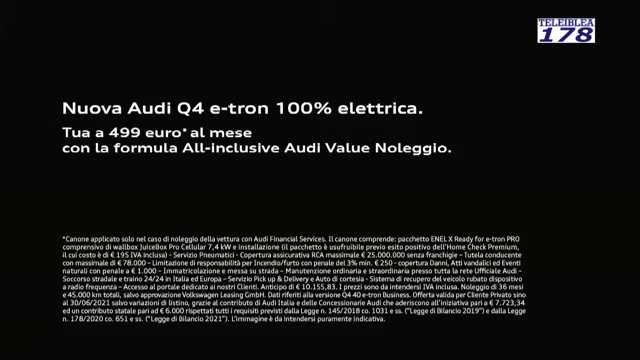 TELEIBLEA
178
Nuova Audi Q4 e-tron 100% elettrica.
Tua a 499 euro* al mese
con la formula All-inclusive Audi Value Noleggio.
*Canone applicato solo nel caso di noleggio della vettura con Audi Financial Services. Il canone comprende: pacchetto ENEL X Ready for e-tron PRO
comprensivo di wallbox JuiceBox Pro Cellular 7,4 kW e installazione (il pacchetto è usufruibile previo esito positivo dell'Home Check Premium,
il cui costo è di € 195 IVA inclusa) - Servizio Pneumatici - Copertura assicurativa RCA massimale € 25.000.000 senza franchigie - Tutela conducente
con massimale di € 78.000 - Limitazione di responsabilità per Incendio/furto con penale del 3% min. € 250 - copertura Danni, Atti vandalici ed Eventi
naturali con penale a € 1.000 - Immatricolazione e messa su strada - Manutenzione ordinaria e straordinaria presso tutta la rete Ufficiale Audi -
Soccorso stradale e traino 24/24 in Italia ed Europa - Servizio Pick up & Delivery e Auto di cortesia - Sistema di recupero del veicolo rubato dispositivo
a radio frequenza - Accesso al portale dedicato ai nostri Clienti. Anticipo di € 10.155,83. I prezzi sono da intendersi IVA inclusa. Noleggio di 36 mesi
e 45.000 km totali, salvo approvazione Volkswagen Leasing GmbH. Dati riferiti alla versione Q4 40 e-tron Business. Offerta valida per Cliente Privato sino
al 30/06/2021 salvo variazioni di listino, grazie al contributo di Audi Italia e delle Concessionarie Audi che aderiscono all'iniziativa pari a € 7.723,34
ed un contributo statale pari ad € 6.000 rispettati tutti i requisiti previsti dalla Legge n. 145/2018 co. 1031 e ss. ("Legge di Bilancio 2019") e dalla Legge
n. 178/2020 co. 651 e ss. ("Legge di Bilancio 2021"). L'immagine è da intendersi puramente indicativa.